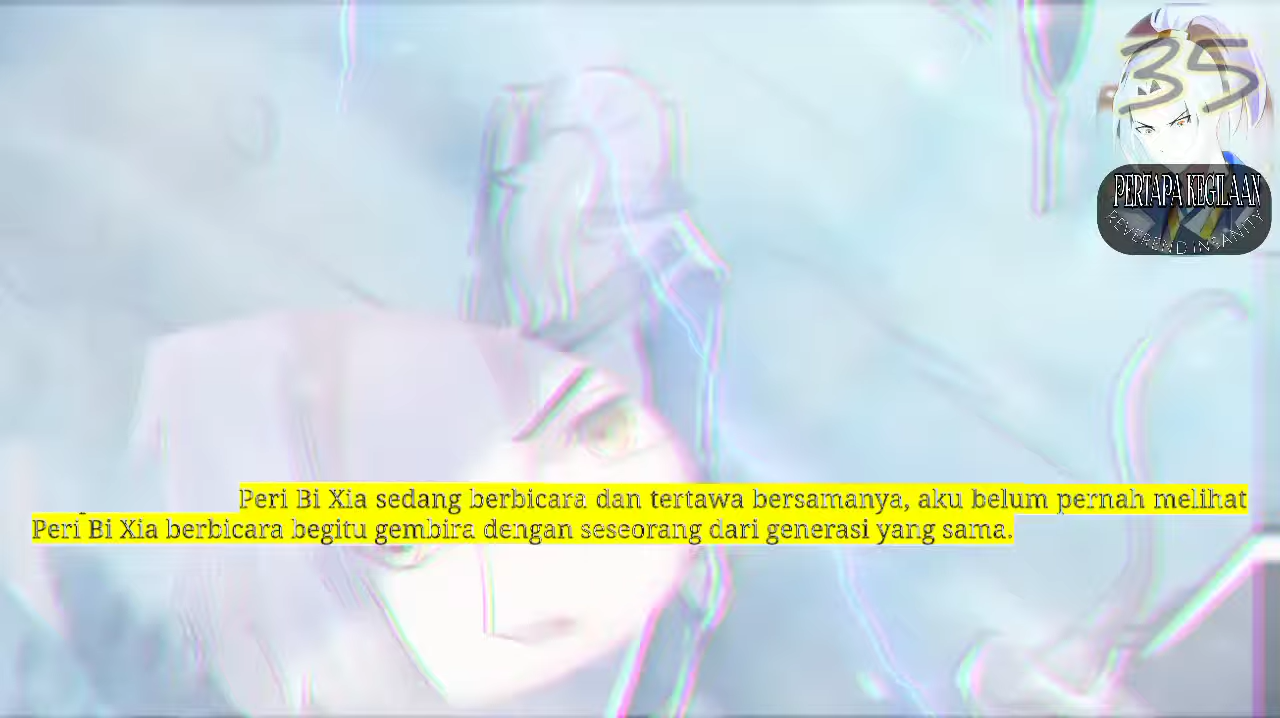 35
PERTAPA KEGILAAN
REVEREND INSANITY
Peri Bi Xia sedang berbicara dan tertawa bersamanya, aku belum pernah melihat
Peri Bi Xia berbicara begitu gembira dengan seseorang dari generasi yang sama.